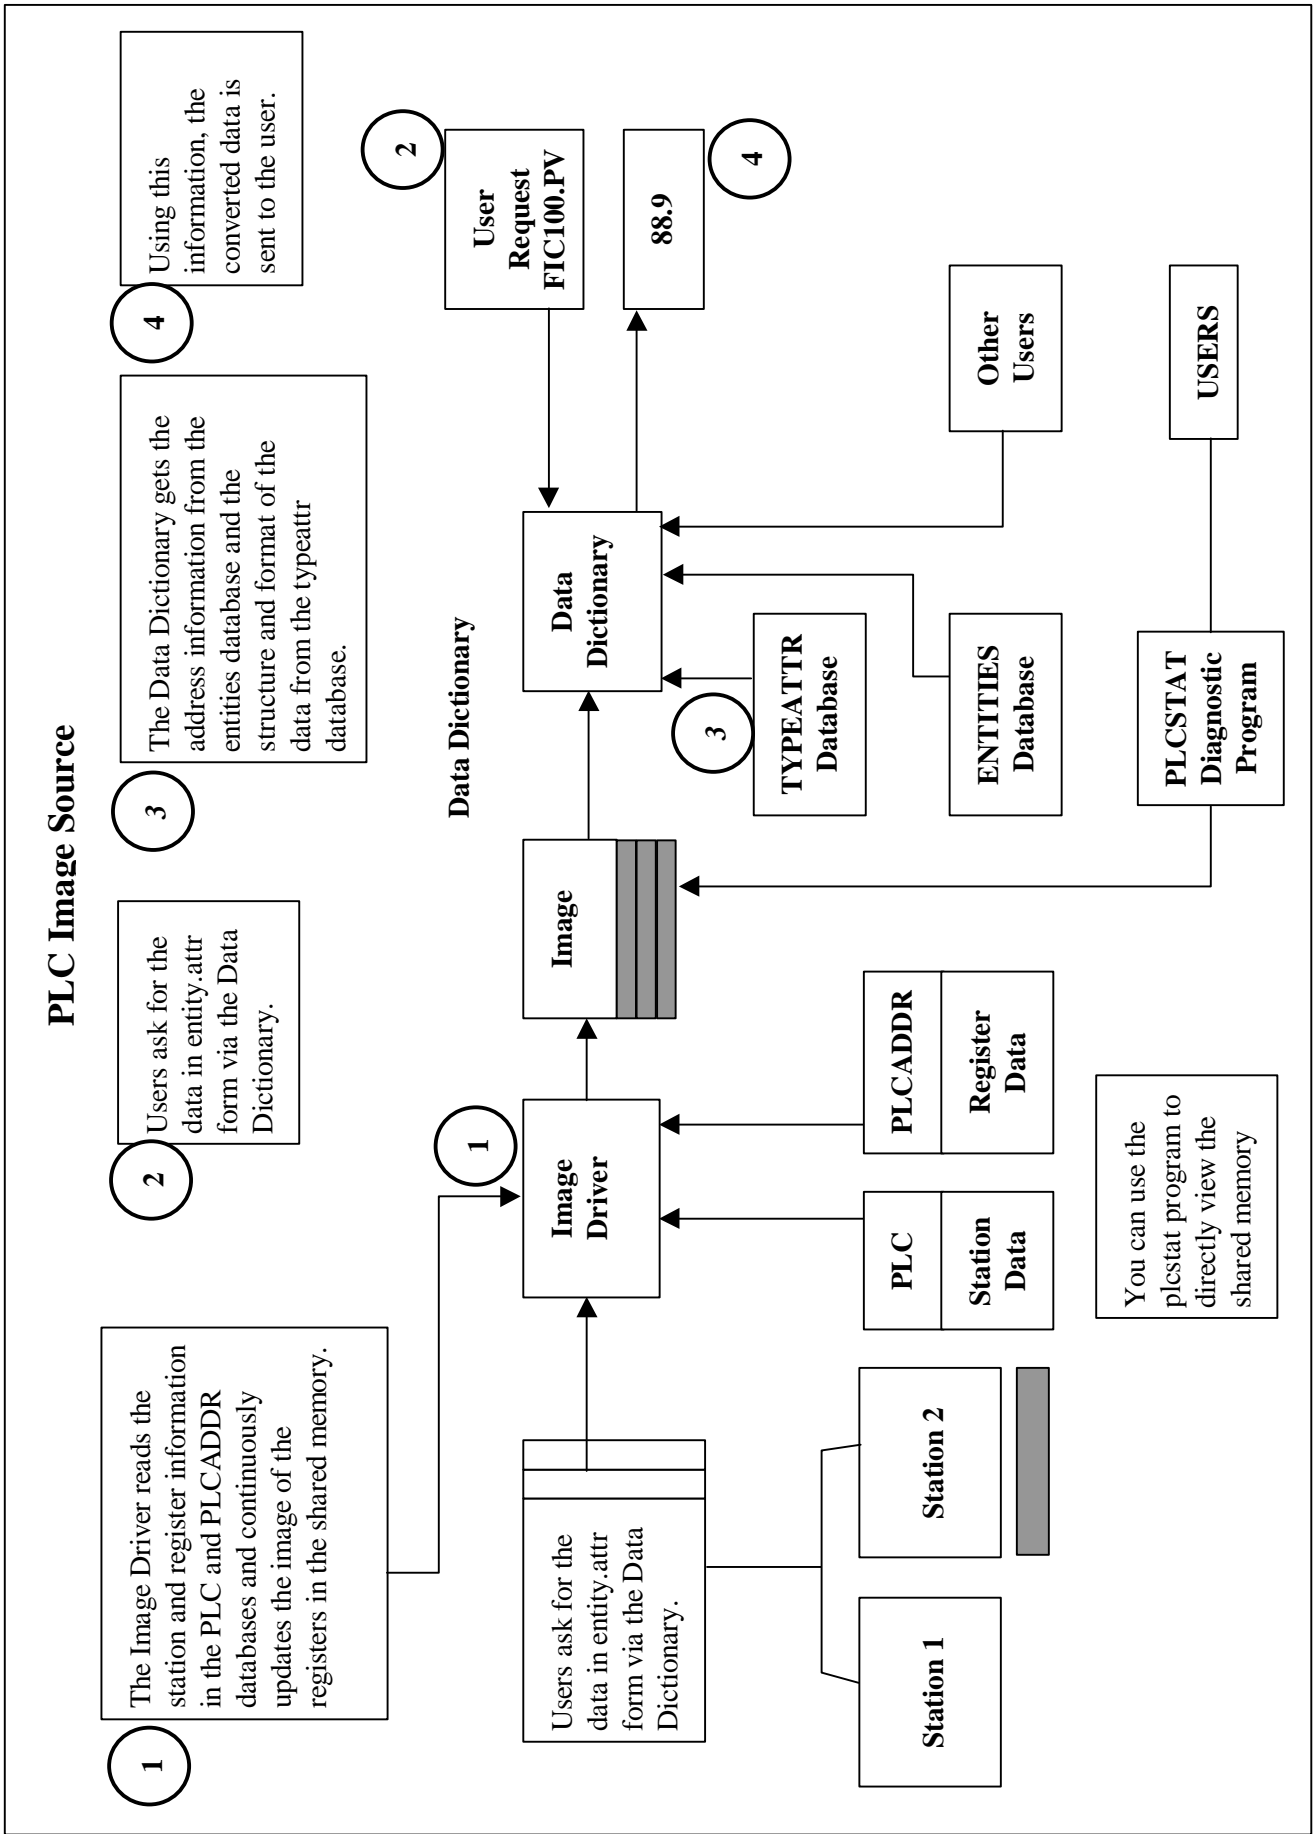 PLC Image Source
1
The Image Driver reads the
station and register information
in the PLC and PLCADDR
databases and continuously
updates the image of the
registers in the shared memory.
2
Users ask for the
data in entity.attr
form via the Data
Dictionary.
3
The Data Dictionary gets the
address information from the
entities database and the
structure and format of the
data from the typeattr
database.
4
Using this
information, the
converted data is
sent to the user.
Data Dictionary
Users ask for the
data in entity.attr
form via the Data
Dictionary.
1
Image
Driver
Image
Data
Dictionary
2
User
Request
FIC100.PV
88.9
4
3
Station 1
Station 2
PLC
Station
Data
PLCADDR
Register
Data
TYPEATTR
Database
ENTITIES
Database
Other
Users
You can use the
plcstat program to
directly view the
shared memory
PLCSTAT
Diagnostic
Program
USERS